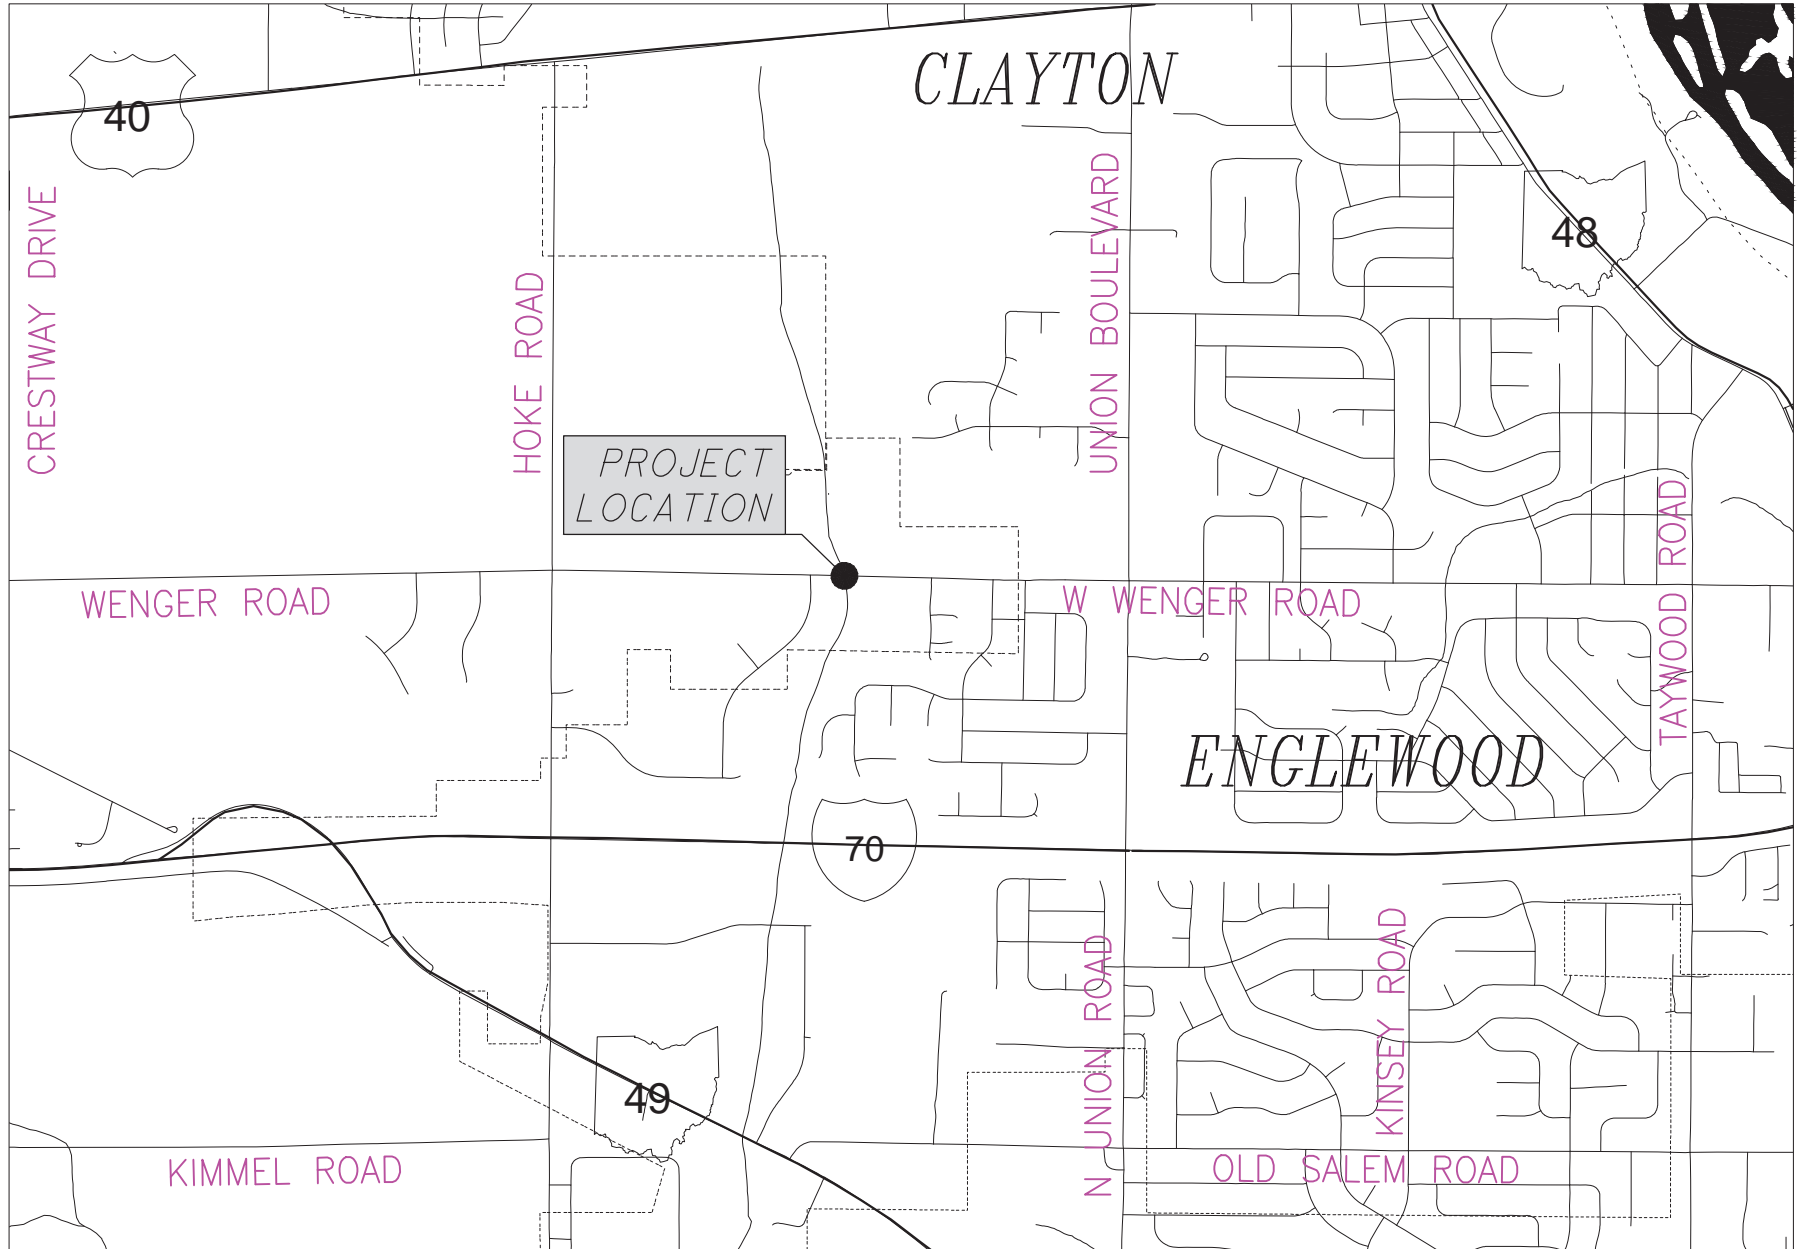 CLAYTON
40
CRESTWAY DRIVE
HOKE ROAD
UNION BOULEVARD
48
PROJECT
LOCATION
WENGER ROAD
W WENGER ROAD
TAYWOOD ROAD
ENGLEWOOD
70
N UNION ROAD
KINSEY ROAD
49
KIMMEL ROAD
OLD SALEM ROAD